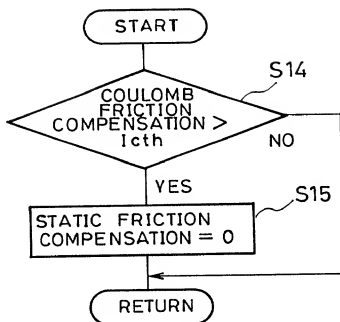 START
S14
COULOMB
FRICTION
COMPENSATION >
Icth
NO
YES
S15
STATIC FRICTION
COMPENSATION = 0
RETURN